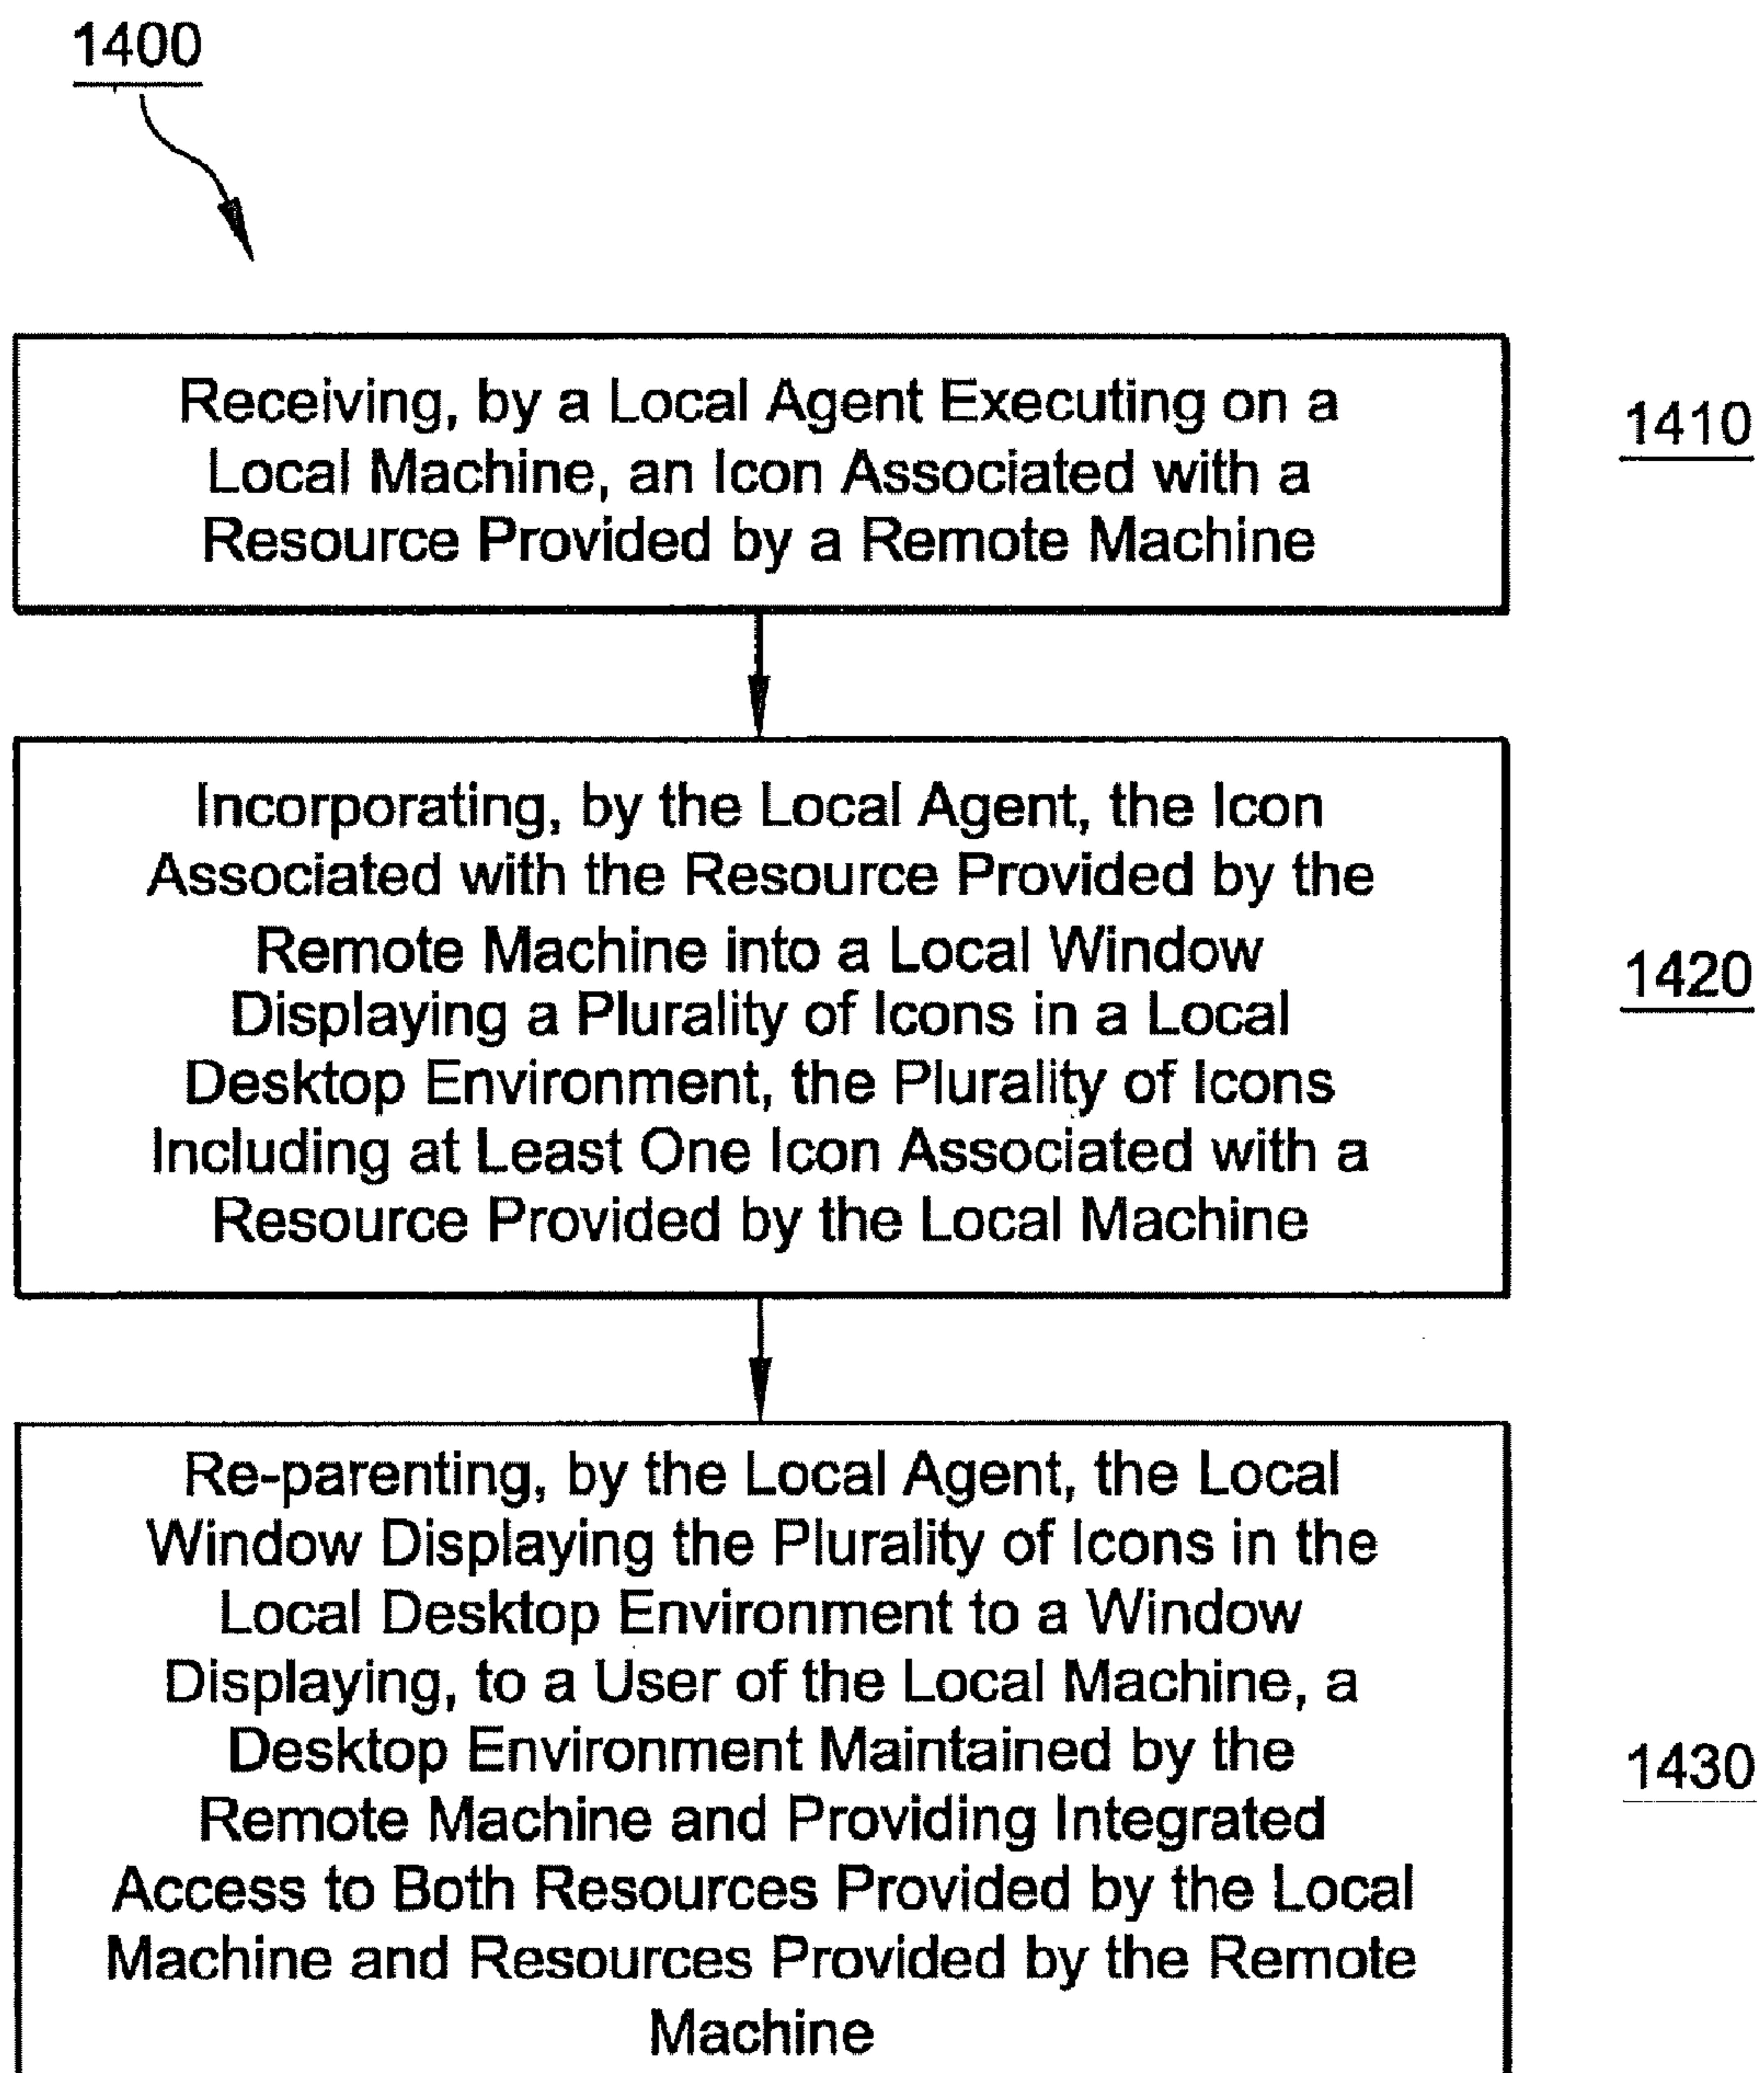 1400
Receiving, by a Local Agent Executing on a
Local Machine, an Icon Associated with a
Resource Provided by a Remote Machine
1410
Incorporating, by the Local Agent, the Icon
Associated with the Resource Provided by the
Remote Machine into a Local Window
Displaying a Plurality of Icons in a Local
Desktop Environment, the Plurality of Icons
Including at Least One Icon Associated with a
Resource Provided by the Local Machine
1420
Re-parenting, by the Local Agent, the Local
Window Displaying the Plurality of Icons in the
Local Desktop Environment to a Window
Displaying, to a User of the Local Machine, a
Desktop Environment Maintained by the
Remote Machine and Providing Integrated
Access to Both Resources Provided by the Local
Machine and Resources Provided by the Remote
Machine
1430